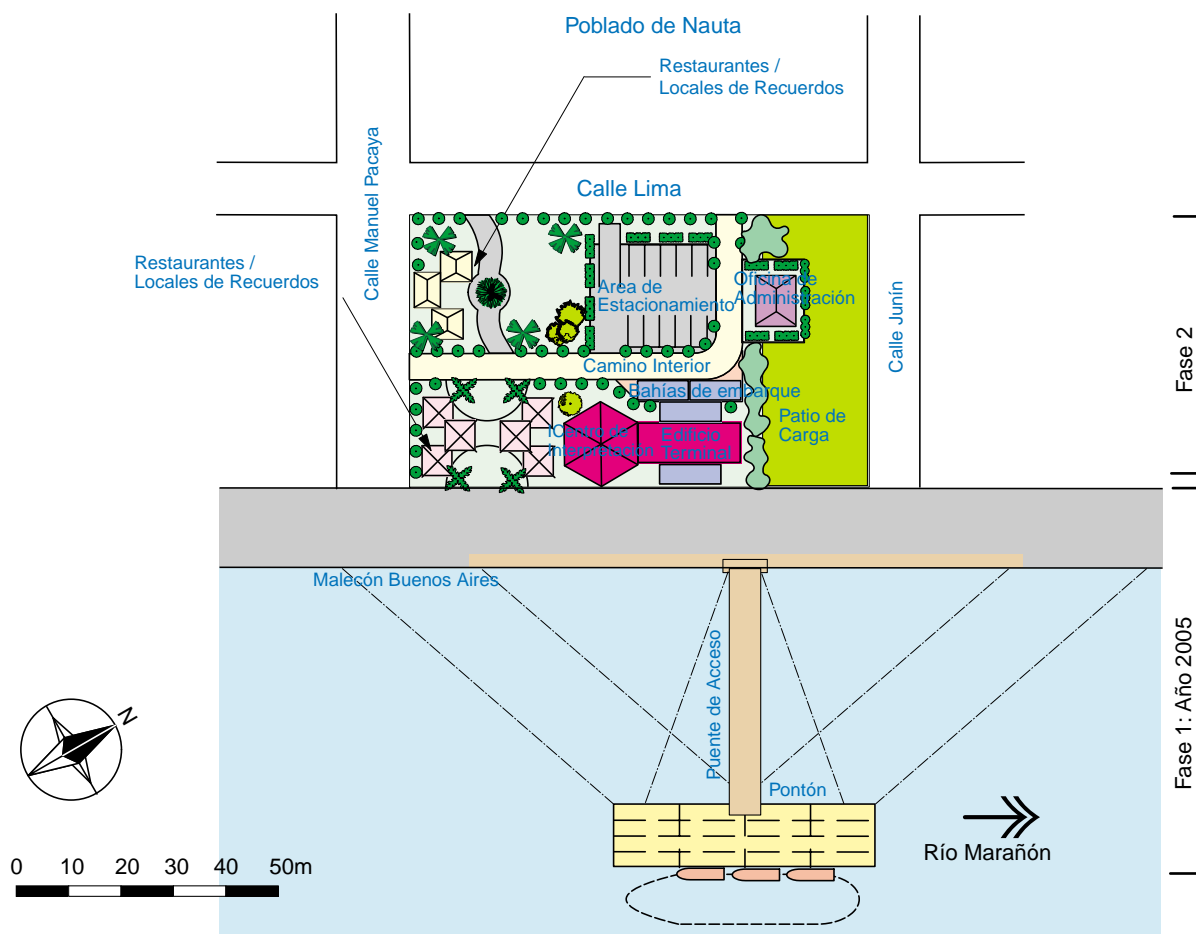 Poblado de Nauta
Restaurantes /
Locales de Recuerdos
Calle Manuel Pacaya
Calle Lima
Restaurantes /
Locales de Recuerdos
Area de
Estacionamiento
Oficina de
Administración
Calle Junín
Fase 2
Camino Interior
Bahías de embarque
ICentro de
Interpretación
Edificio
Terminal
Patio de
Carga
Malecón Buenos Aires
Puente de Acceso
Pontón
Fase 1: Año 2005
N
Río Marañón
0 10 20 30 40 50m